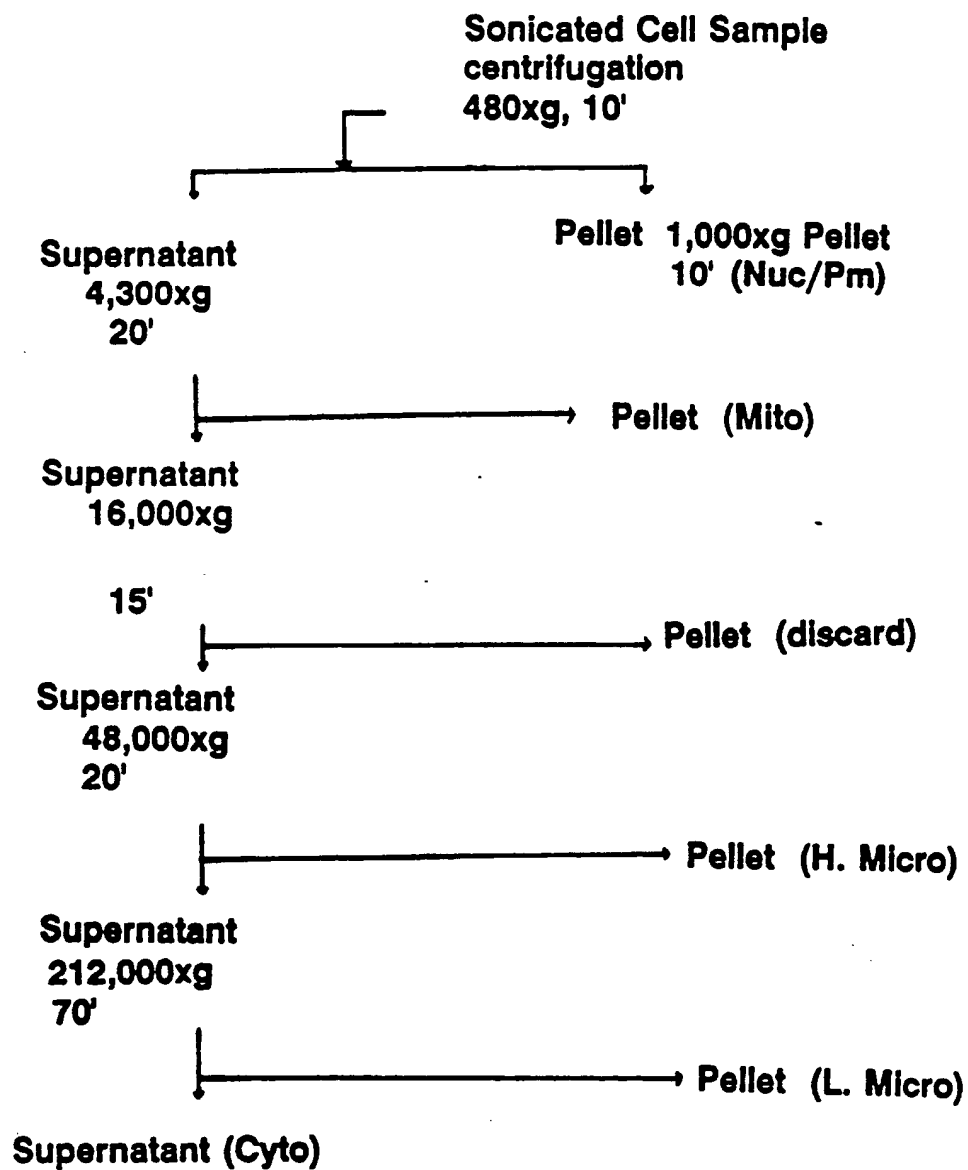 Sonicated Cell Sample
centrifugation
480xg, 10'
Supernatant
4,300xg
20'
Pellet 1,000xg Pellet
10' (Nuc/Pm)
Pellet (Mito)
Supernatant
16,000xg
15'
Pellet (discard)
Supernatant
48,000xg
20'
Pellet (H. Micro)
Supernatant
212,000xg
70'
Pellet (L. Micro)
Supernatant (Cyto)